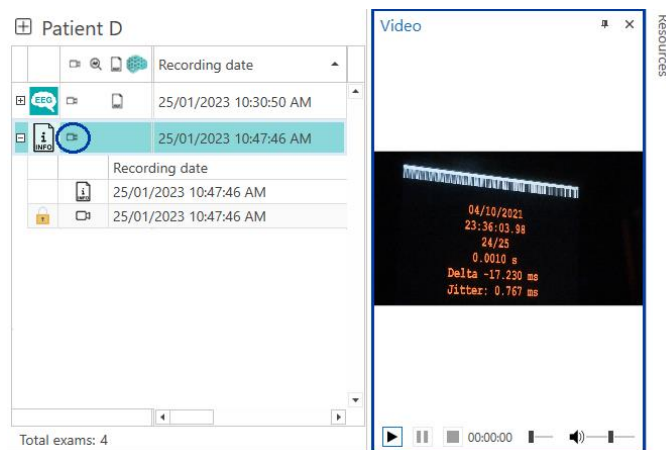 Patient D
Recording date
EEG
25/01/2023 10:30:50 AM
INFO
25/01/2023 10:47:46 AM
Recording date
INFO
25/01/2023 10:47:46 AM
25/01/2023 10:47:46 AM
Total exams: 4
Video
04/10/2021
23:36:03.98
24/25
0.0010 s
Delta -17.230 ms
Jitter: 0.767 ms
00:00:00
Resources